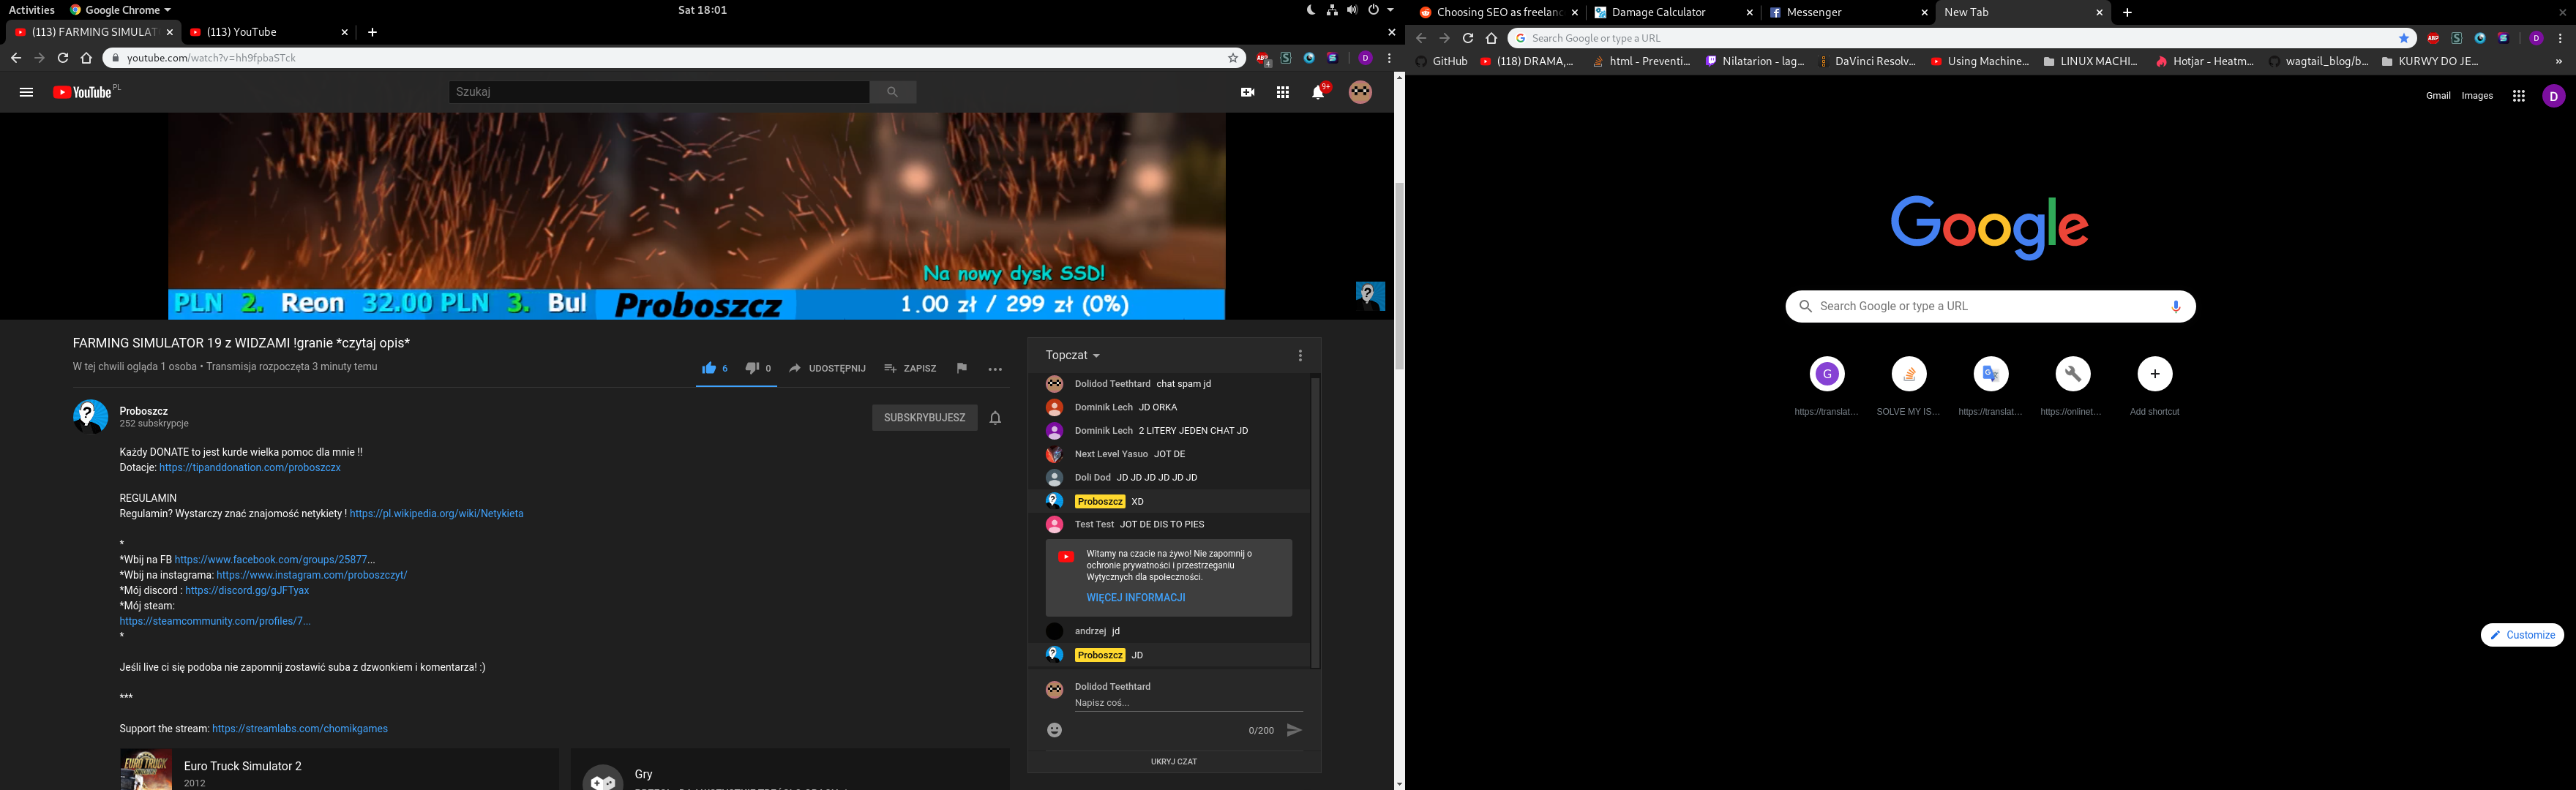 Activities Google Chrome Sat 18:01
(113) FARMING SIMULAT (113) YouTube
youtube.com/watch?v=hh9fpbaSTck
YouTube PL Szukaj 9+
Na nowy dysk SSD!
PLN 2. Reon 32.00 PLN 3. Bul Proboszcz 1.00 zł / 299 zł (0%)
FARMING SIMULATOR 19 z WIDZAMI !granie *czytaj opis*
W tej chwili ogląda 1 osoba • Transmisja rozpoczęta 3 minuty temu
6 0 UDOSTĘPNIJ ZAPISZ
Proboszcz
252 subskrypcje
SUBSKRYBUJESZ
Każdy DONATE to jest kurde wielka pomoc dla mnie !!
Dotacje: https://tipanddonation.com/proboszczx
REGULAMIN
Regulamin? Wystarczy znać znajomość netykiety ! https://pl.wikipedia.org/wiki/Netykieta
*
*Wbij na FB https://www.facebook.com/groups/25877...
*Wbij na instagrama: https://www.instagram.com/proboszczyt/
*Mój discord : https://discord.gg/gJFTyax
*Mój steam:
https://steamcommunity.com/profiles/7...
*
Jeśli live ci się podoba nie zapomnij zostawić suba z dzwonkiem i komentarza! :)
***
Support the stream: https://streamlabs.com/chomikgames
EURO TRUCK
Euro Truck Simulator 2
2012
Gry
Topczat
Dolidod Teethtard chat spam jd
Dominik Lech JD ORKA
Dominik Lech 2 LITERY JEDEN CHAT JD
Next Level Yasuo JOT DE
Doli Dod JD JD JD JD JD JD
Proboszcz XD
Test Test JOT DE DIS TO PIES
Witamy na czacie na żywo! Nie zapomnij o
ochronie prywatności i przestrzeganiu
Wytycznych dla społeczności.
WIĘCEJ INFORMACJI
andrzej jd
Proboszcz JD
Dolidod Teethtard
Napisz coś...
0/200
UKRYJ CZAT
Choosing SEO as freelanc Damage Calculator Messenger New Tab
Search Google or type a URL
GitHub (118) DRAMA,... html - Preventi... Nilatarion - lag... DaVinci Resolv... Using Machine... LINUX MACHI... Hotjar - Heatm... wagtail_blog/b... KURWY DO JE... »
Gmail Images D
Google
Search Google or type a URL
G
https://translat... SOLVE MY IS... https://translat... https://onlinet... Add shortcut
Customize